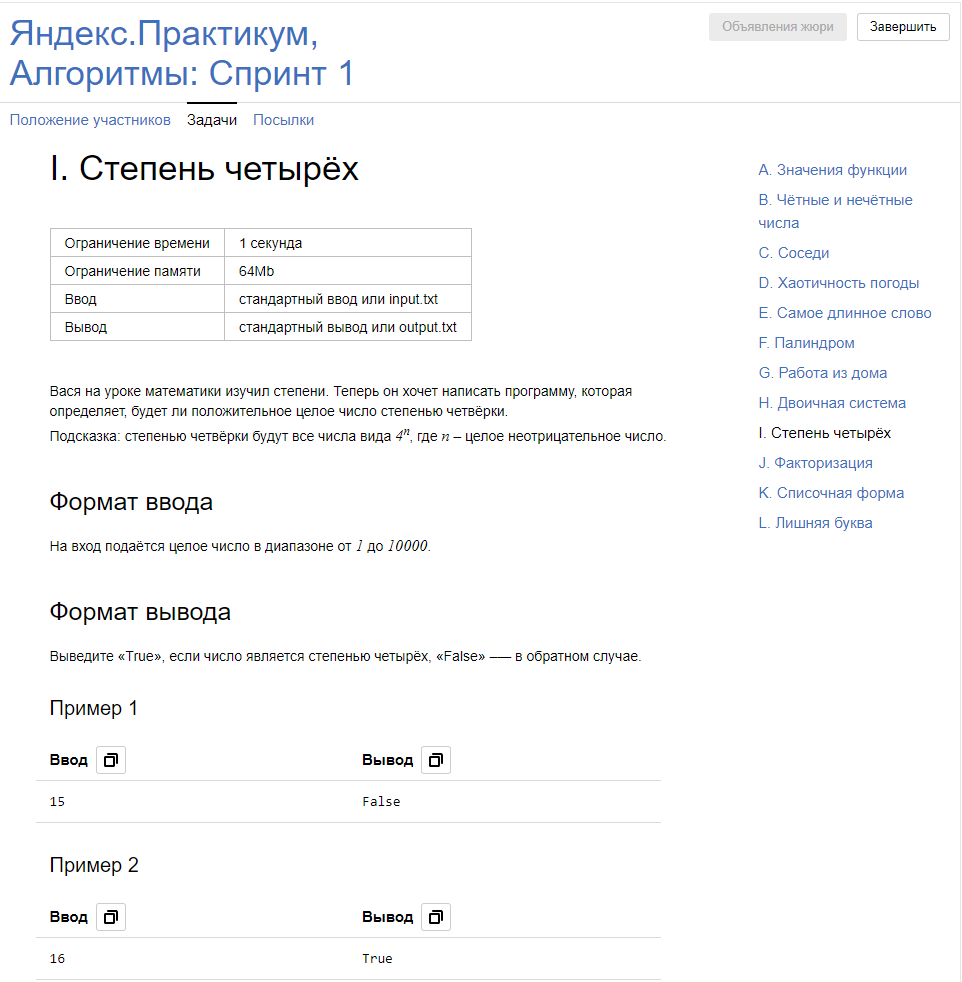 Яндекс.Практикум,
Алгоритмы: Спринт 1
Объявления жюри
Завершить
Положение участников Задачи Посылки
I. Степень четырёх
Ограничение времени 1 секунда
Ограничение памяти 64Mb
Ввод стандартный ввод или input.txt
Вывод стандартный вывод или output.txt
Вася на уроке математики изучил степени. Теперь он хочет написать программу, которая
определяет, будет ли положительное целое число степенью четвёрки.
Подсказка: степенью четвёрки будут все числа вида 4ⁿ, где n – целое неотрицательное число.
Формат ввода
На вход подаётся целое число в диапазоне от 1 до 10000.
Формат вывода
Выведите «True», если число является степенью четырёх, «False» –— в обратном случае.
Пример 1
Ввод Вывод
15 False
Пример 2
Ввод Вывод
16 True
A. Значения функции
B. Чётные и нечётные
числа
C. Соседи
D. Хаотичность погоды
E. Самое длинное слово
F. Палиндром
G. Работа из дома
H. Двоичная система
I. Степень четырёх
J. Факторизация
K. Списочная форма
L. Лишняя буква